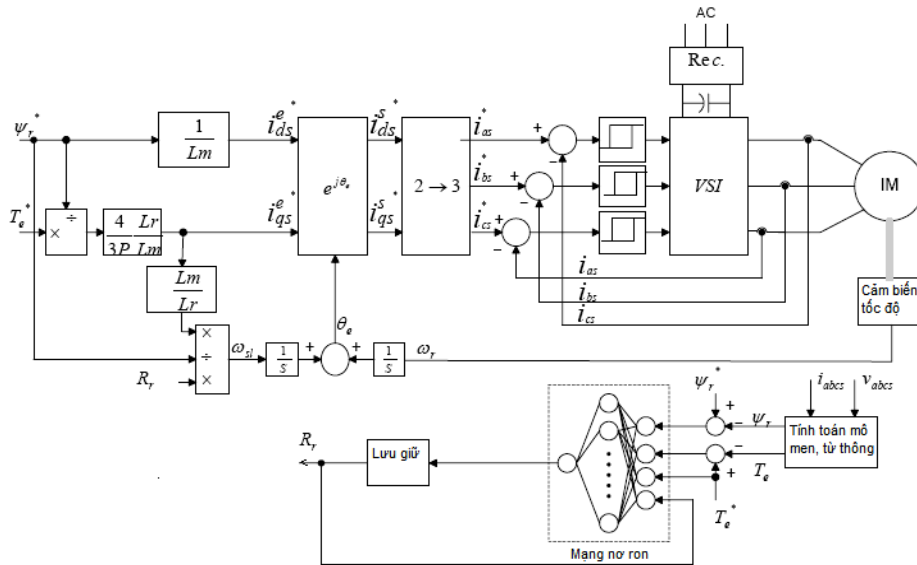 AC
Rec.
ψr* 1/Lm ids^e* ids^s* ias* + −
e^jθe 2 → 3 ibs* + − VSI IM
Te* ÷ × 4/3P Lr/Lm iqs^e* iqs^s* ics* + −
ias
Lm/Lr ibs
ics
Cảm biến
tốc độ
θe
× ÷ × ωsl 1/s + + 1/s ωr
Rr
ψr* iabcs vabcs
+ − ψr
Rr Lưu giữ − Tính toán mô
men, từ thông
+ Te
Te*
Mạng nơ ron